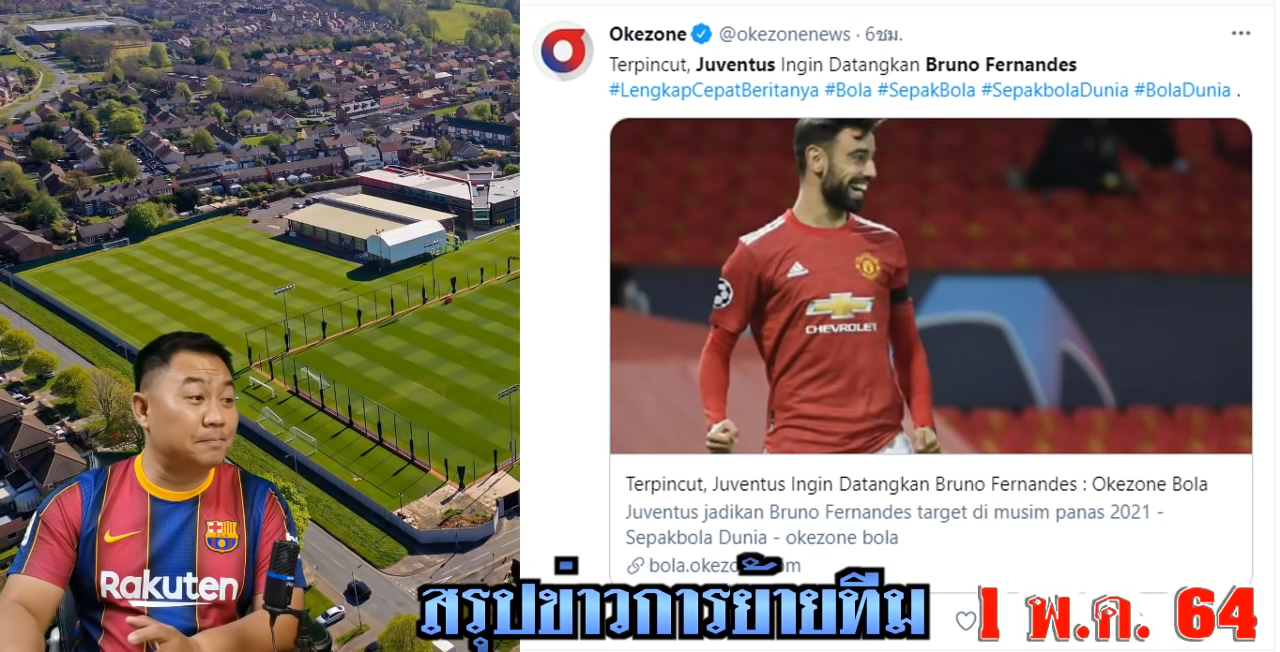 Okezone @okezonenews · 6ชม.
Terpincut, Juventus Ingin Datangkan Bruno Fernandes
#LengkapCepatBeritanya #Bola #SepakBola #SepakbolaDunia #BolaDunia .
CHEVROLET
Terpincut, Juventus Ingin Datangkan Bruno Fernandes : Okezone Bola
Juventus jadikan Bruno Fernandes target di musim panas 2021 -
Sepakbola Dunia - okezone bola
Rakuten
สรุปข่าวการย้ายทีม
1 พ.ค. 64